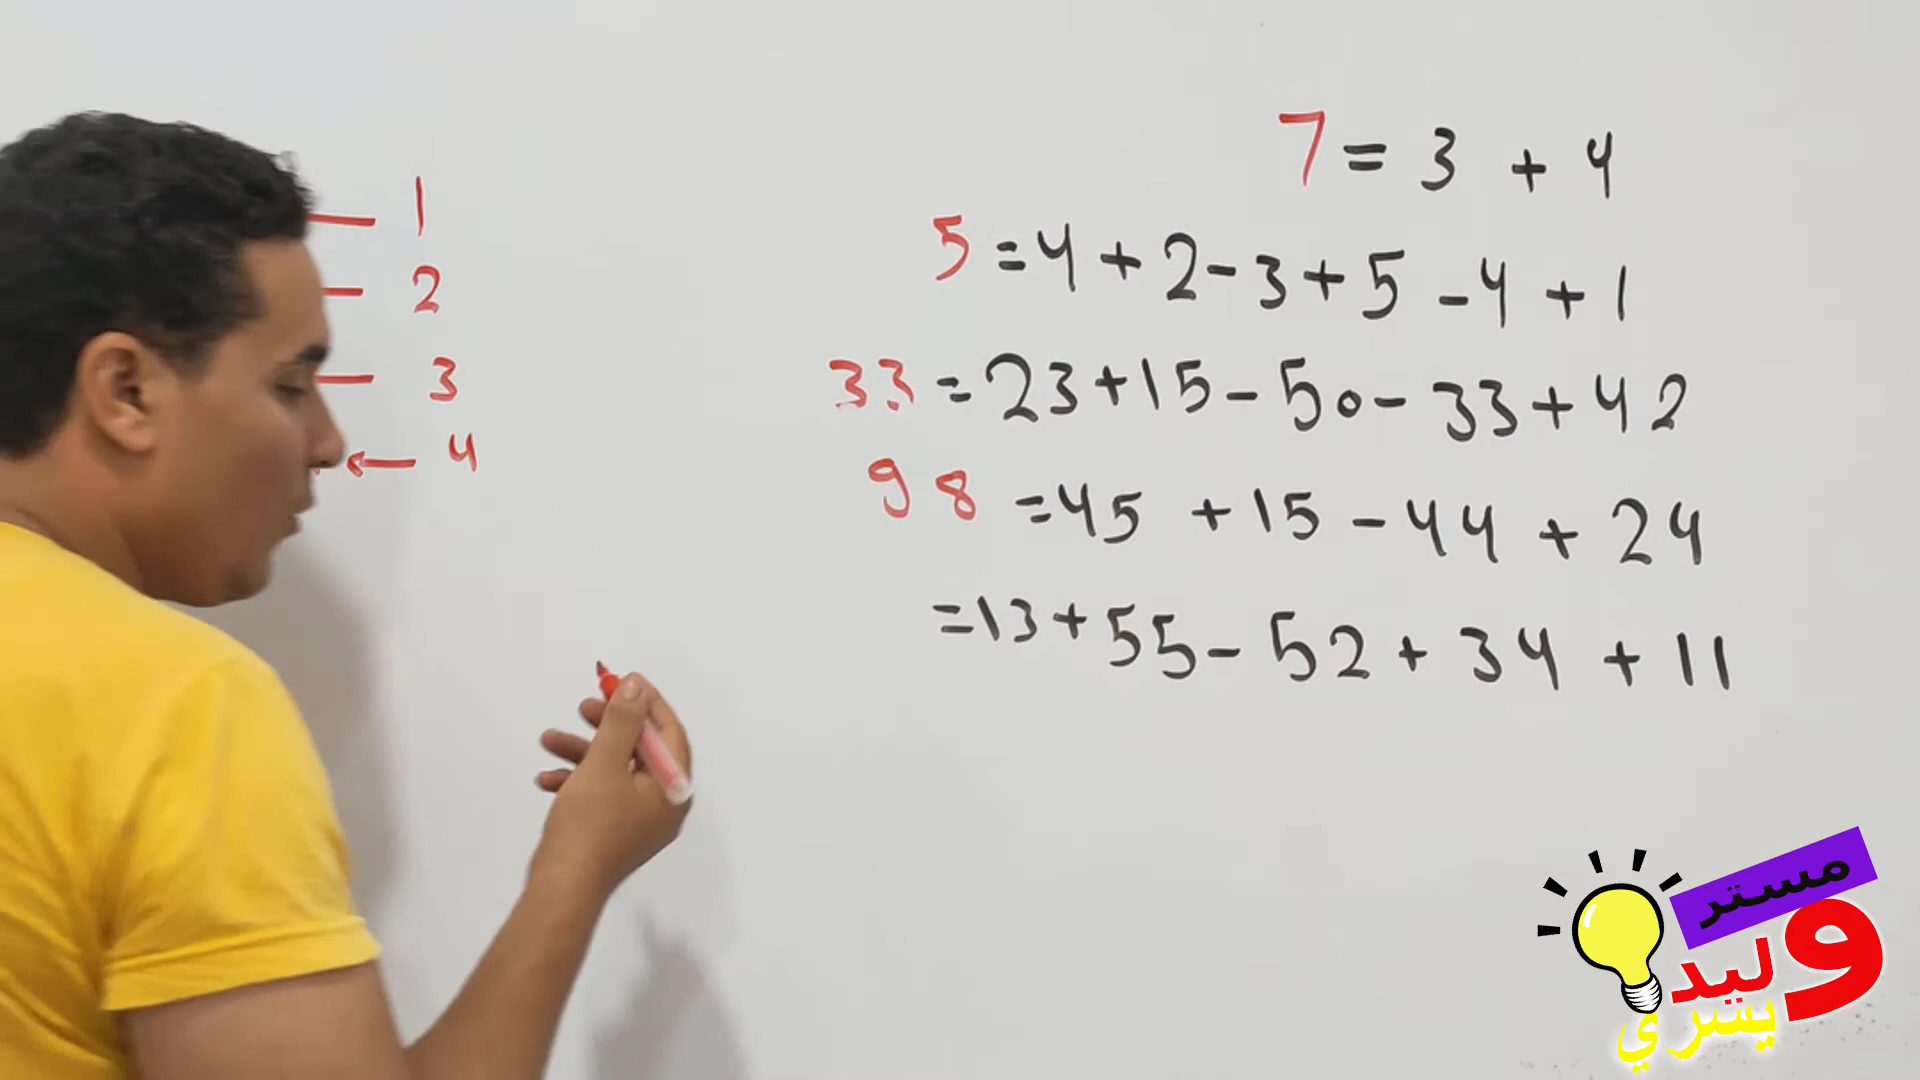 1
2
3
4
7 = 3 + 4
5 = 4 + 2 - 3 + 5 - 4 + 1
33 = 23 + 15 - 50 - 33 + 42
98 = 45 + 15 - 44 + 24
= 13 + 55 - 52 + 34 + 11
مستر
وليد
يسري